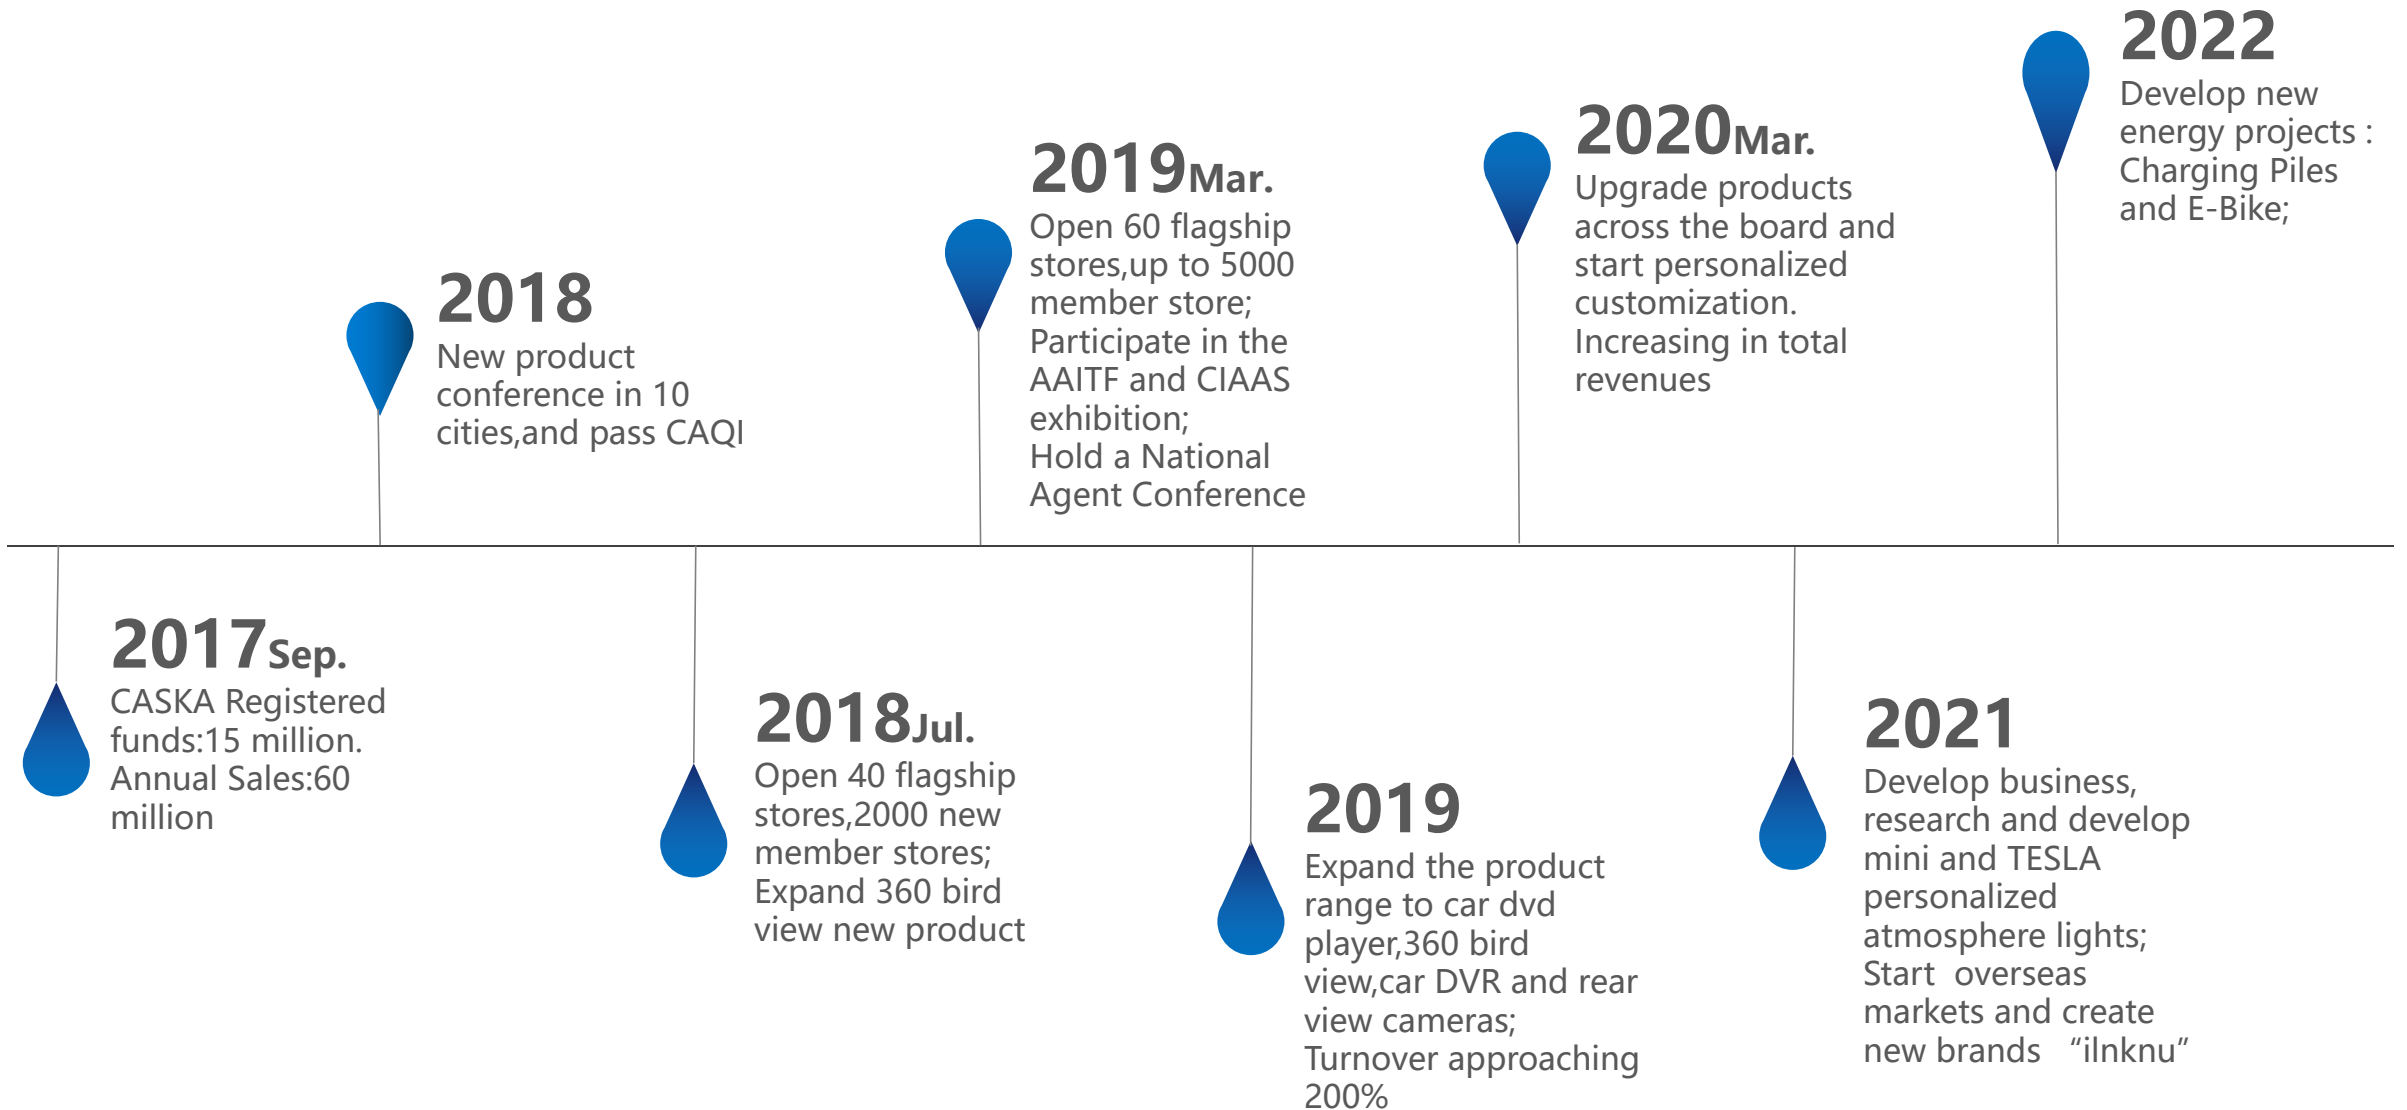 2017Sep.
CASKA Registered
funds:15 million.
Annual Sales:60
million
2018
New product
conference in 10
cities,and pass CAQI
2018Jul.
Open 40 flagship
stores,2000 new
member stores;
Expand 360 bird
view new product
2019Mar.
Open 60 flagship
stores,up to 5000
member store;
Participate in the
AAITF and CIAAS
exhibition;
Hold a National
Agent Conference
2019
Expand the product
range to car dvd
player,360 bird
view,car DVR and rear
view cameras;
Turnover approaching
200%
2020Mar.
Upgrade products
across the board and
start personalized
customization.
Increasing in total
revenues
2021
Develop business,
research and develop
mini and TESLA
personalized
atmosphere lights;
Start  overseas
markets and create
new brands  “ilnknu”
2022
Develop new
energy projects :
Charging Piles
and E-Bike;